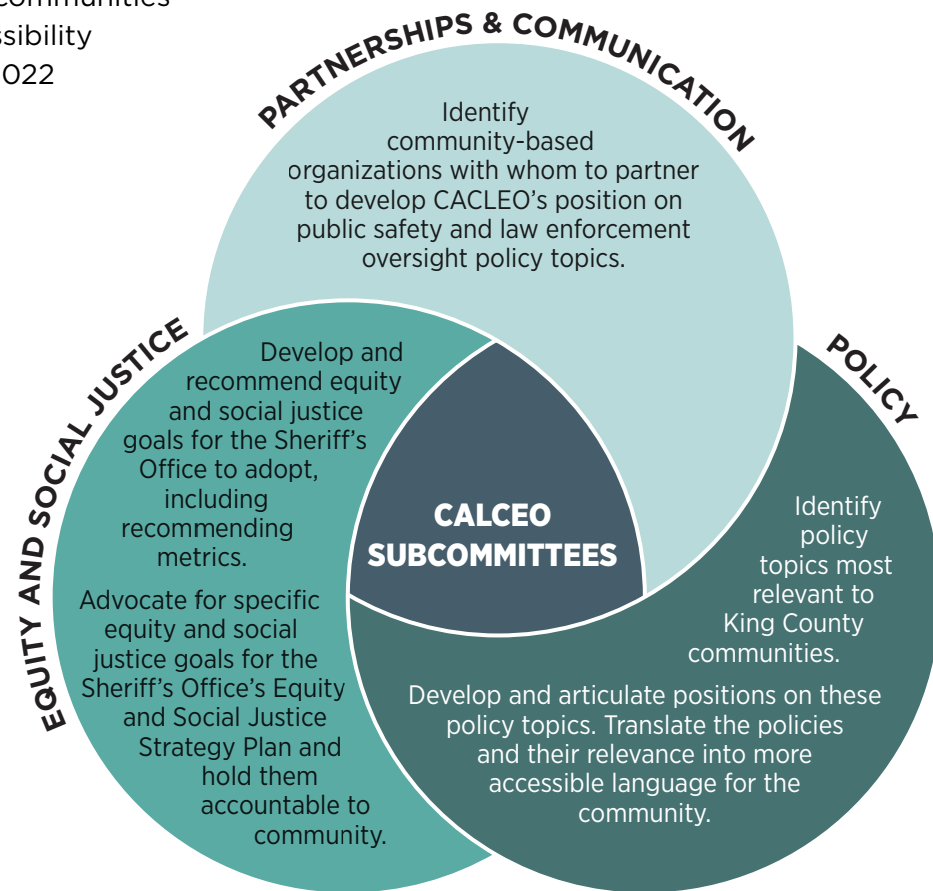 communities
022
PARTNERSHIPS & COMMUNICATION
Identify
community-based
organizations with whom to partner
to develop CACLEO’s position on
public safety and law enforcement
oversight policy topics.
EQUITY AND SOCIAL JUSTICE
Develop and
recommend equity
and social justice
goals for the Sheriff’s
Office to adopt,
including
recommending
metrics.
Advocate for specific
equity and social
justice goals for the
Sheriff’s Office’s Equity
and Social Justice
Strategy Plan and
hold them
accountable to
community.
CALCEO
SUBCOMMITTEES
POLICY
Identify
policy
topics most
relevant to
King County
communities.
Develop and articulate positions on these
policy topics. Translate the policies
and their relevance into more
accessible language for the
community.